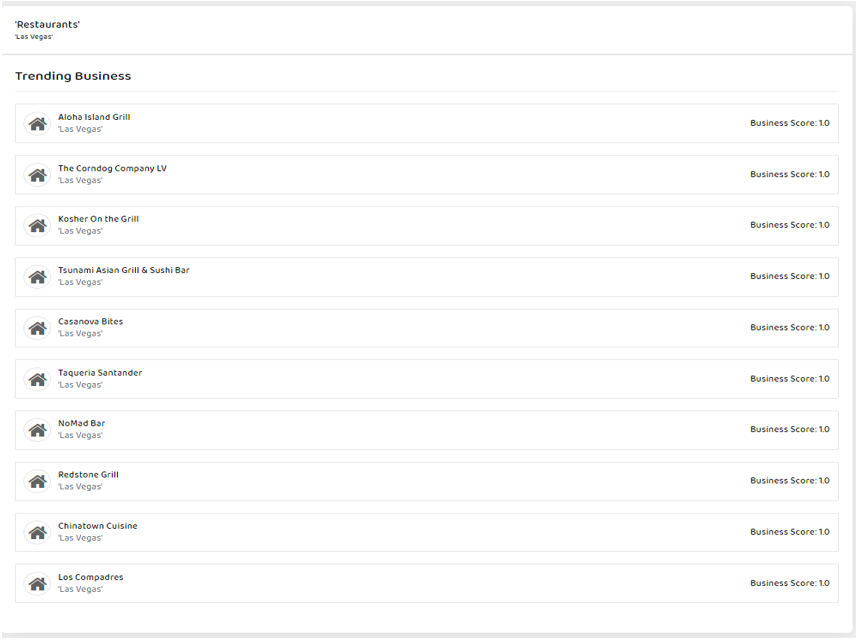 'Restaurants'
'Las Vegas'
Trending Business
Aloha Island Grill
'Las Vegas'
Business Score: 1.0
The Corndog Company LV
'Las Vegas'
Business Score: 1.0
Kosher On the Grill
'Las Vegas'
Business Score: 1.0
Tsunami Asian Grill & Sushi Bar
'Las Vegas'
Business Score: 1.0
Casanova Bites
'Las Vegas'
Business Score: 1.0
Taqueria Santander
'Las Vegas'
Business Score: 1.0
NoMad Bar
'Las Vegas'
Business Score: 1.0
Redstone Grill
'Las Vegas'
Business Score: 1.0
Chinatown Cuisine
'Las Vegas'
Business Score: 1.0
Los Compadres
'Las Vegas'
Business Score: 1.0